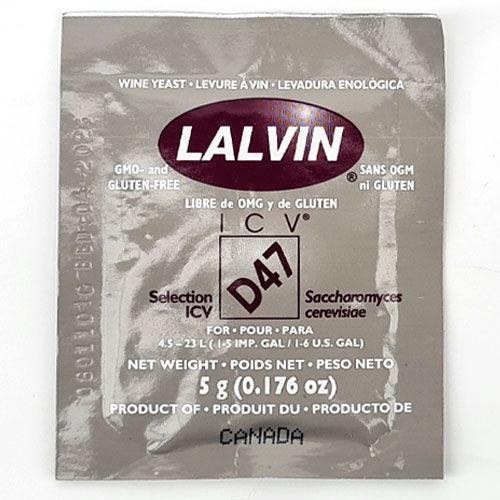 WINE YEAST • LEVURE À VIN • LEVADURA ENOLÓGICA
LALVIN®
GMO- and
GLUTEN-FREE
SANS OGM
ni GLUTEN
LIBRE de OMG y de GLUTEN
ICV®
D47
Selection
ICV
Saccharomyces
cerevisiae
FOR • POUR • PARA
4.5 – 23 L ( 1-5 IMP. GAL / 1-6 U.S. GAL)
NET WEIGHT • POIDS NET • PESO NETO
5 g (0.176 oz)
PRODUCT OF • PRODUIT DU • PRODUCTO DE
CANADA